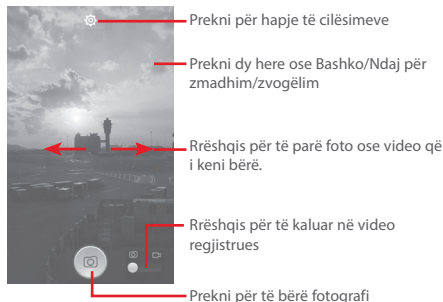 Prekni për hapje të cilësimeve
Prekni dy here ose Bashko/Ndaj për
zmadhim/zvogëlim
Rrëshqis për të parë foto ose video që
i keni bërë.
Rrëshqis për të kaluar në video
regjistrues
Prekni për të bërë fotografi